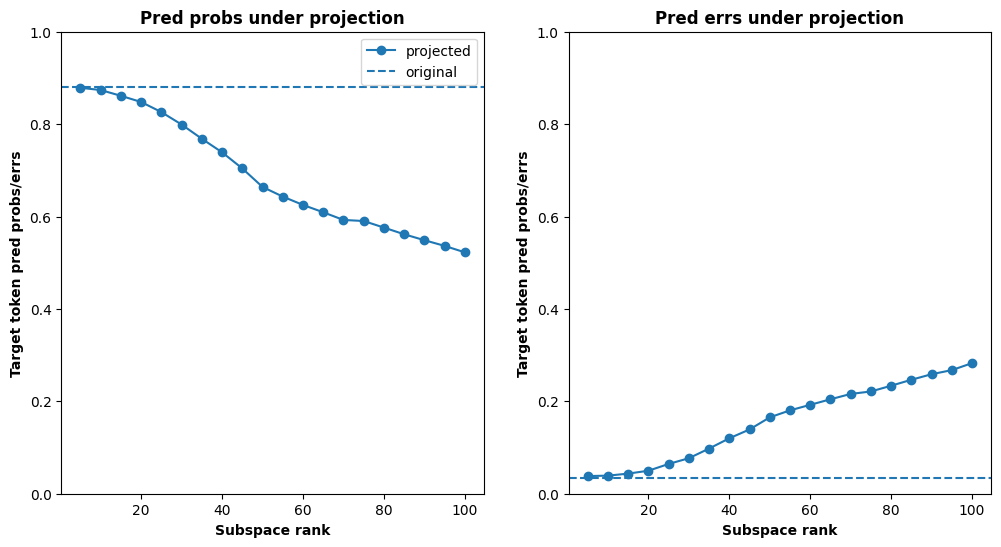 Pred probs under projection
Target token pred probs/errs
1.0
0.8
0.6
0.4
0.2
0.0
projected
original
20
40
60
80
100
Subspace rank
Pred errs under projection
Target token pred probs/errs
1.0
0.8
0.6
0.4
0.2
0.0
20
40
60
80
100
Subspace rank